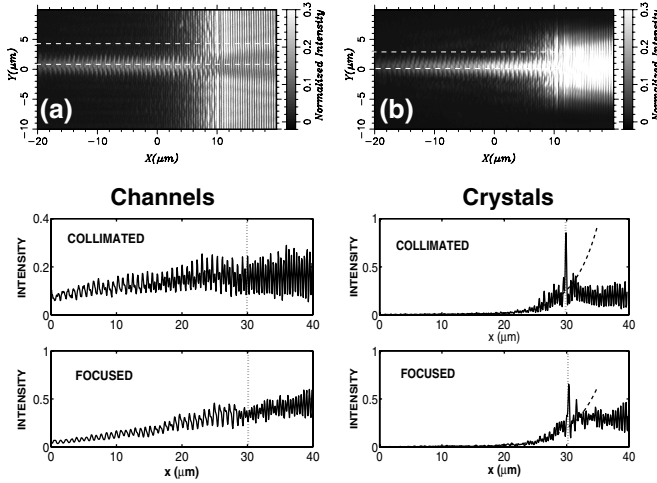 0.3
0.2
0.1
0
Normalized Intensity
5
0
−5
−10
Y(μm)
(a)
−20
−10
0
10
X(μm)
0.3
0.2
0.1
0
Normalized Intensity
5
0
−5
−10
Y(μm)
(b)
−20
−10
0
10
20
X(μm)
Channels
Crystals
0.4
0.2
0
INTENSITY
COLLIMATED
0
10
20
30
40
1
0.5
0
INTENSITY
COLLIMATED
0
10
20
30
40
x (μm)
1
0.5
0
INTENSITY
FOCUSED
0
10
20
30
40
x (μm)
1
0.5
0
INTENSITY
FOCUSED
0
10
20
30
40
x (μm)